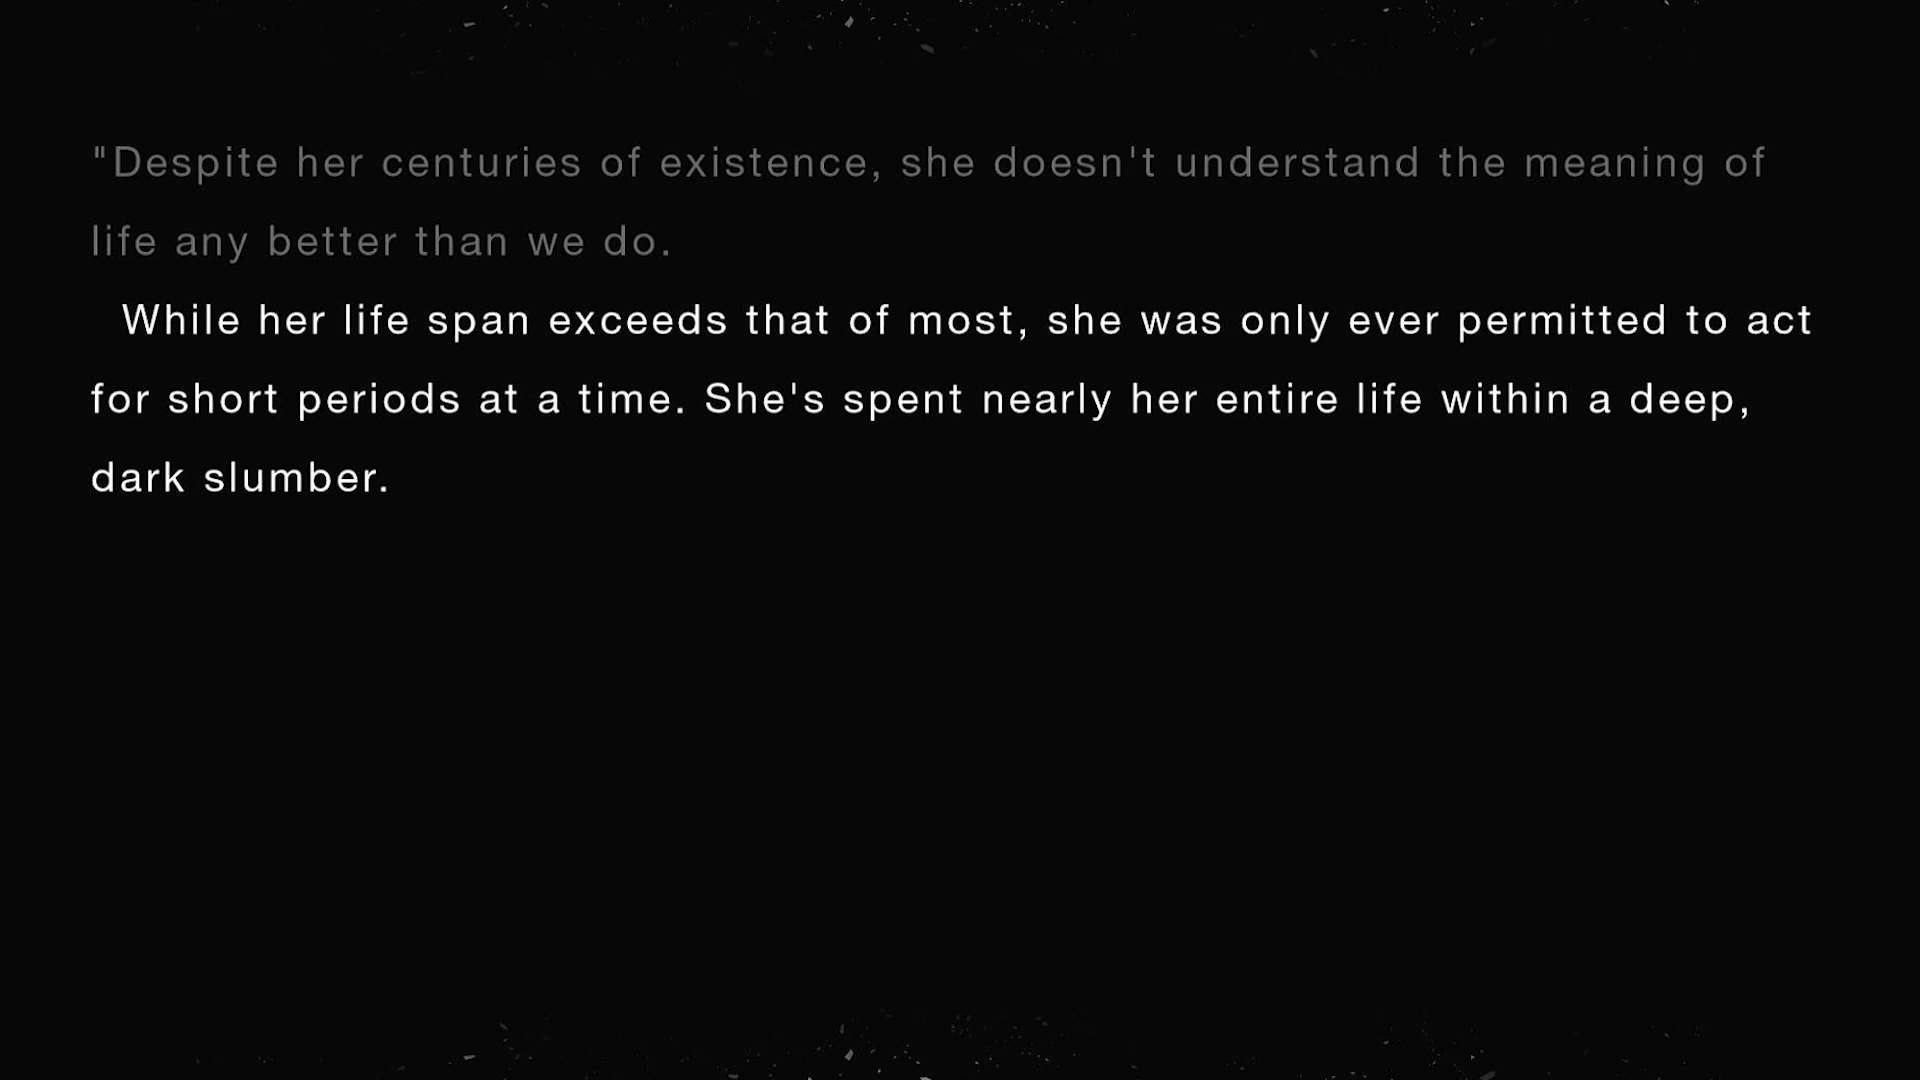 "Despite her centuries of existence, she doesn't understand the meaning of
life any better than we do.
While her life span exceeds that of most, she was only ever permitted to act
for short periods at a time. She's spent nearly her entire life within a deep,
dark slumber.